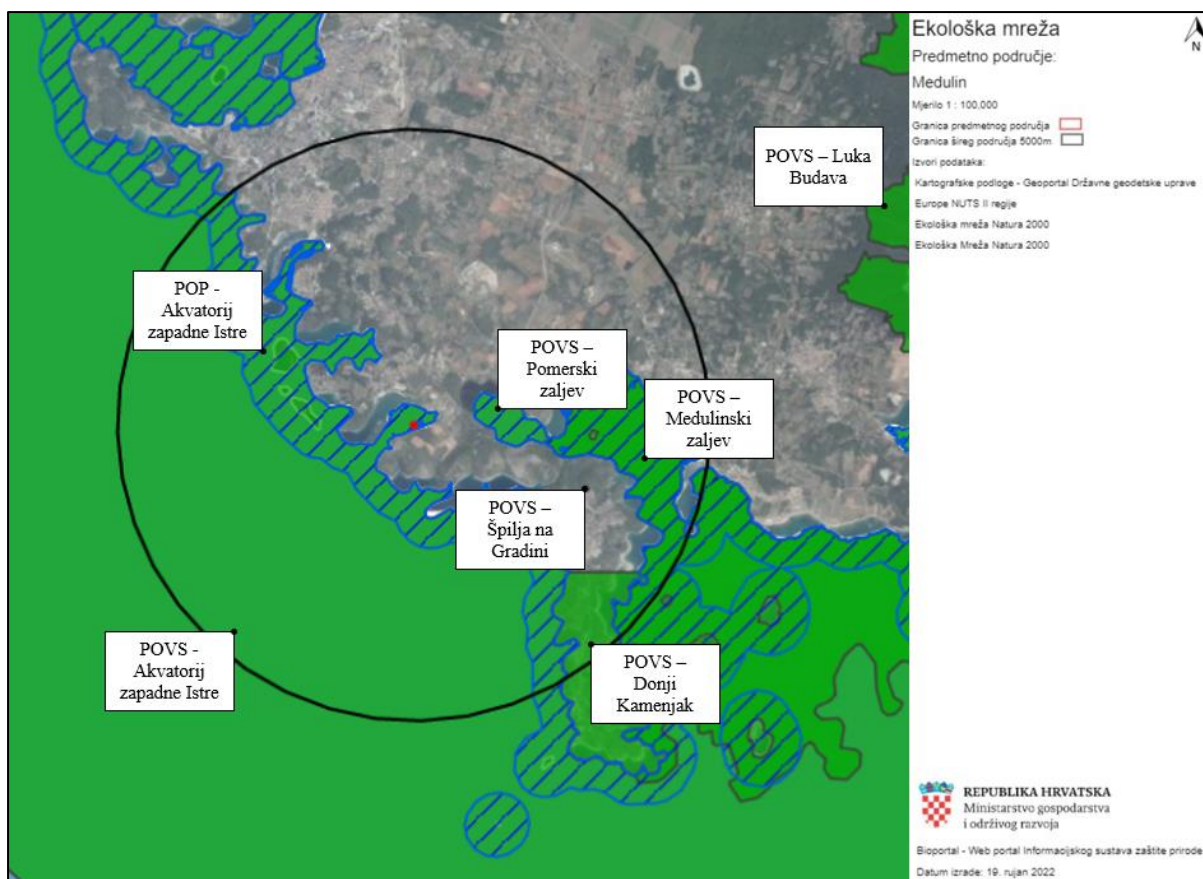 Ekološka mreža
Predmetno područje:
Medulin
Mjerilo 1 : 100,000
Granica predmetnog područja
Granica šireg područja 5000m
Izvori podataka:
Kartografske podloge - Geoportal Državne geodetske uprave
Europe NUTS II regije
Ekološka mreža Natura 2000
Ekološka Mreža Natura 2000
N
POVS – Luka
Budava
POP -
Akvatorij
zapadne Istre
POVS –
Pomerski
zaljev
POVS –
Medulinski
zaljev
POVS –
Špilja na
Gradini
POVS -
Akvatorij
zapadne Istre
POVS –
Donji
Kamenjak
REPUBLIKA HRVATSKA
Ministarstvo gospodarstva
i održivog razvoja
Bioportal - Web portal Informacijskog sustava zaštite prirode
Datum izrade: 19. rujan 2022